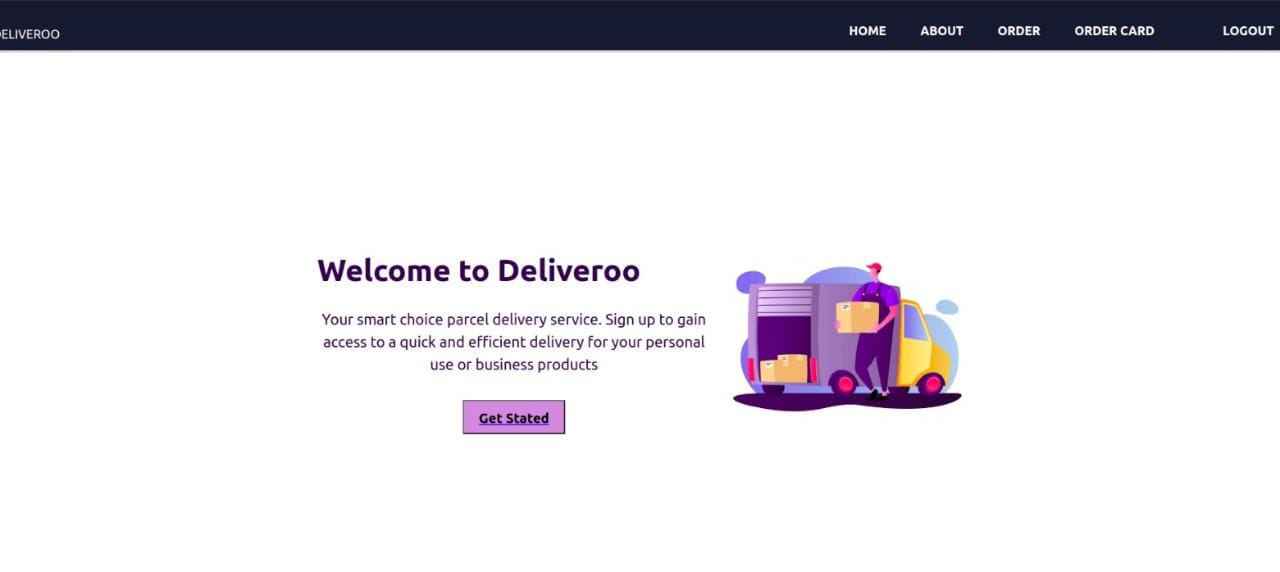 DELIVEROO
HOME ABOUT ORDER ORDER CARD LOGOUT
Welcome to Deliveroo
Your smart choice parcel delivery service. Sign up to gain
access to a quick and efficient delivery for your personal
use or business products
Get Stated